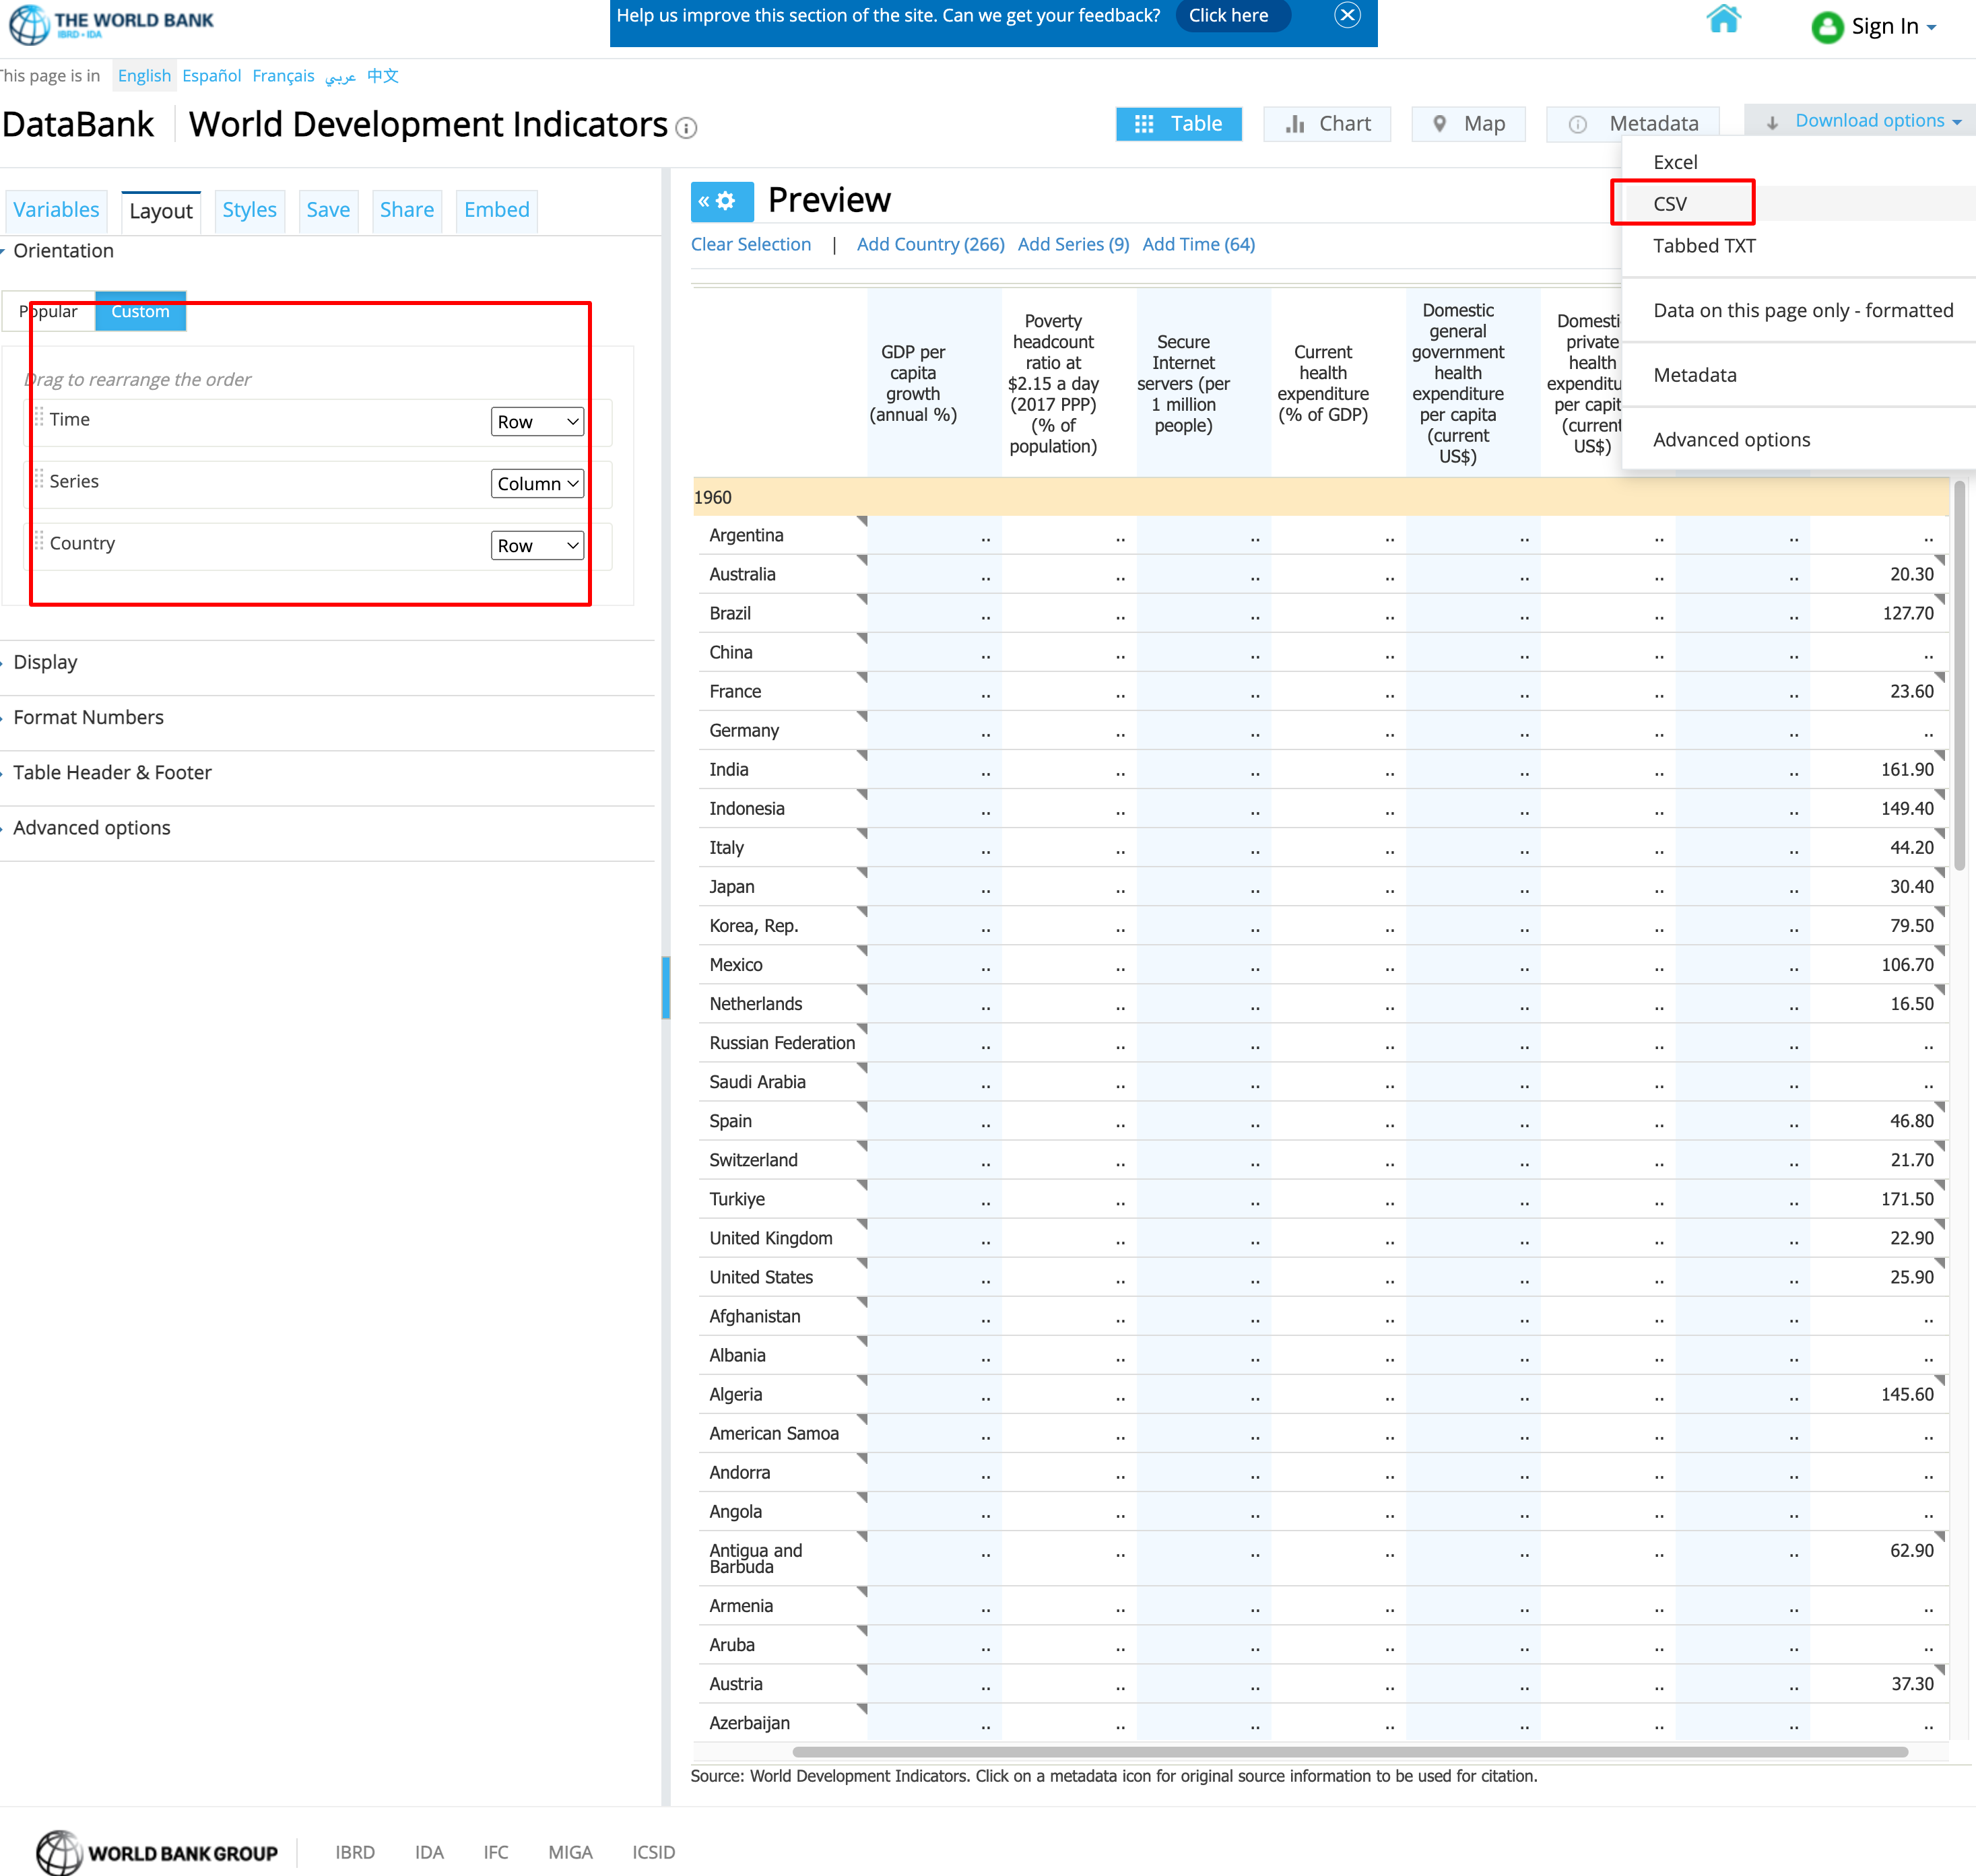 THE WORLD BANK
IBRD • IDA
Help us improve this section of the site. Can we get your feedback? Click here
Sign In
This page is in English Español Français عربي 中文
DataBank World Development Indicators
Table Chart Map Metadata Download options
Excel
CSV
Tabbed TXT
Data on this page only - formatted
Metadata
Advanced options
Variables Layout Styles Save Share Embed
Orientation
Popular Custom
Drag to rearrange the order
Time Row
Series Column
Country Row
Display
Format Numbers
Table Header & Footer
Advanced options
« Preview
Clear Selection | Add Country (266) Add Series (9) Add Time (64)
GDP per
capita
growth
(annual %)
Poverty
headcount
ratio at
$2.15 a day
(2017 PPP)
(% of
population)
Secure
Internet
servers (per
1 million
people)
Current
health
expenditure
(% of GDP)
Domestic
general
government
health
expenditure
per capita
(current
US$)
private
health
(current
US$)
1960
Argentina .. .. .. .. .. .. .. ..
Australia .. .. .. .. .. .. .. 20.30
Brazil .. .. .. .. .. .. .. 127.70
China .. .. .. .. .. .. .. ..
France .. .. .. .. .. .. .. 23.60
Germany .. .. .. .. .. .. .. ..
India .. .. .. .. .. .. .. 161.90
Indonesia .. .. .. .. .. .. .. 149.40
Italy .. .. .. .. .. .. .. 44.20
Japan .. .. .. .. .. .. .. 30.40
Korea, Rep. .. .. .. .. .. .. .. 79.50
Mexico .. .. .. .. .. .. .. 106.70
Netherlands .. .. .. .. .. .. .. 16.50
Russian Federation .. .. .. .. .. .. .. ..
Saudi Arabia .. .. .. .. .. .. .. ..
Spain .. .. .. .. .. .. .. 46.80
Switzerland .. .. .. .. .. .. .. 21.70
Turkiye .. .. .. .. .. .. .. 171.50
United Kingdom .. .. .. .. .. .. .. 22.90
United States .. .. .. .. .. .. .. 25.90
Afghanistan .. .. .. .. .. .. .. ..
Albania .. .. .. .. .. .. .. ..
Algeria .. .. .. .. .. .. .. 145.60
American Samoa .. .. .. .. .. .. .. ..
Andorra .. .. .. .. .. .. .. ..
Angola .. .. .. .. .. .. .. ..
Antigua and
Barbuda .. .. .. .. .. .. .. 62.90
Armenia .. .. .. .. .. .. .. ..
Aruba .. .. .. .. .. .. .. ..
Austria .. .. .. .. .. .. .. 37.30
Azerbaijan .. .. .. .. .. .. .. ..
Source: World Development Indicators. Click on a metadata icon for original source information to be used for citation.
WORLD BANK GROUP IBRD IDA IFC MIGA ICSID